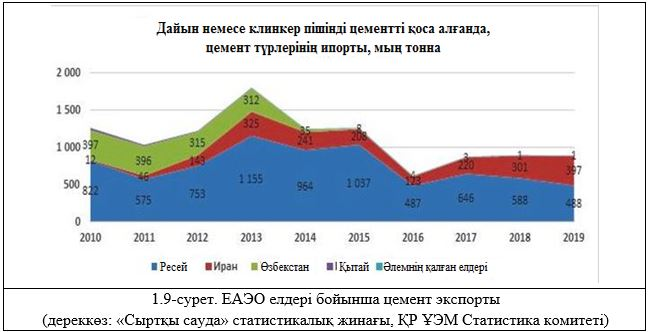 Дайын немесе клинкер пішінді цементті қоса алғанда,
цемент түрлерінің ипорты, мың тонна
2 000
1 500
1 000
500
0
397 396 315 312 35 8 4 3 1 1
12 46 143 325 241 208 123 220 301 397
822 575 753 1 155 964 1 037 487 646 588 488
2010 2011 2012 2013 2014 2015 2016 2017 2018 2019
Ресей Иран Өзбекстан Қытай Әлемнің қалған елдері
1.9-сурет. ЕАЭО елдері бойынша цемент экспорты
(дереккөз: «Сыртқы сауда» статистикалық жинағы, ҚР ҰЭМ Статистика комитеті)